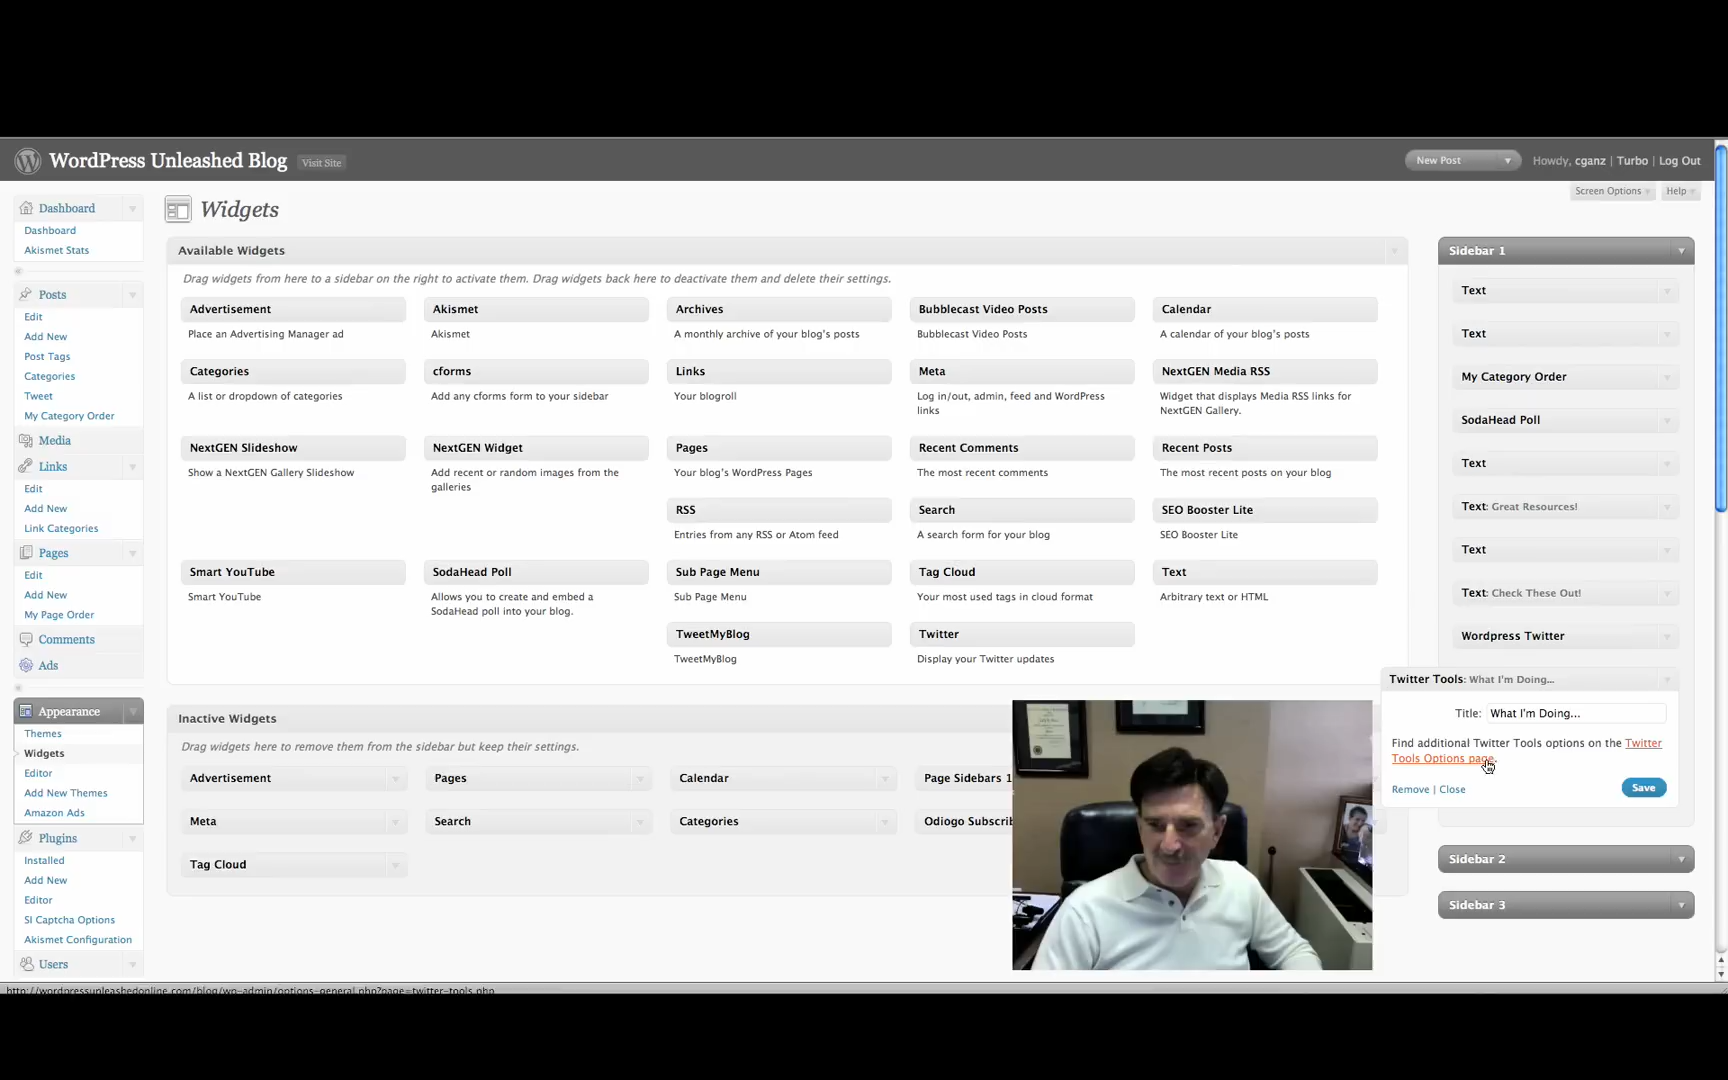 WordPress Unleashed Blog Visit Site
New Post
Howdy, cganz | Turbo | Log Out
Screen Options
Help
Dashboard
Dashboard
Akismet Stats
Posts
Edit
Add New
Post Tags
Categories
Tweet
My Category Order
Media
Links
Edit
Add New
Link Categories
Pages
Edit
Add New
My Page Order
Comments
Ads
Appearance
Themes
Widgets
Editor
Add New Themes
Amazon Ads
Plugins
Installed
Add New
Editor
SI Captcha Options
Akismet Configuration
Users
Widgets
Available Widgets
Drag widgets from here to a sidebar on the right to activate them. Drag widgets back here to deactivate them and delete their settings.
Advertisement
Place an Advertising Manager ad
Akismet
Akismet
Archives
A monthly archive of your blog's posts
Bubblecast Video Posts
Bubblecast Video Posts
Calendar
A calendar of your blog's posts
Categories
A list or dropdown of categories
cforms
Add any cforms form to your sidebar
Links
Your blogroll
Meta
Log in/out, admin, feed and WordPress
links
NextGEN Media RSS
Widget that displays Media RSS links for
NextGEN Gallery.
NextGEN Slideshow
Show a NextGEN Gallery Slideshow
NextGEN Widget
Add recent or random images from the
galleries
Pages
Your blog's WordPress Pages
Recent Comments
The most recent comments
Recent Posts
The most recent posts on your blog
RSS
Entries from any RSS or Atom feed
Search
A search form for your blog
SEO Booster Lite
SEO Booster Lite
Smart YouTube
Smart YouTube
SodaHead Poll
Allows you to create and embed a
SodaHead poll into your blog.
Sub Page Menu
Sub Page Menu
Tag Cloud
Your most used tags in cloud format
Text
Arbitrary text or HTML
TweetMyBlog
TweetMyBlog
Twitter
Display your Twitter updates
Inactive Widgets
Drag widgets here to remove them from the sidebar but keep their settings.
Advertisement
Pages
Calendar
Page Sidebars 1
Meta
Search
Categories
Odiogo Subscrib
Tag Cloud
Sidebar 1
Text
Text
My Category Order
SodaHead Poll
Text
Text: Great Resources!
Text
Text: Check These Out!
Wordpress Twitter
Twitter Tools: What I'm Doing...
Title: What I'm Doing...
Find additional Twitter Tools options on the Twitter
Tools Options page.
Remove | Close
Save
Sidebar 2
Sidebar 3
http://wordpressunleashedonline.com/blog/wp-admin/options-general.php?page=twitter-tools.php